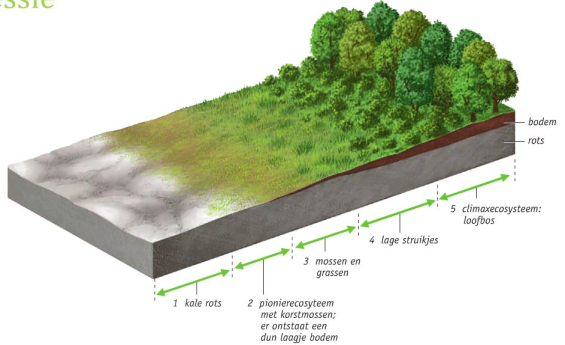 bodem
rots
5 climaxecosysteem:
loofbos
4 lage struikjes
3 mossen en
grassen
2 pionierecosyteem
met korstmossen;
er ontstaat een
dun laagje bodem
1 kale rots